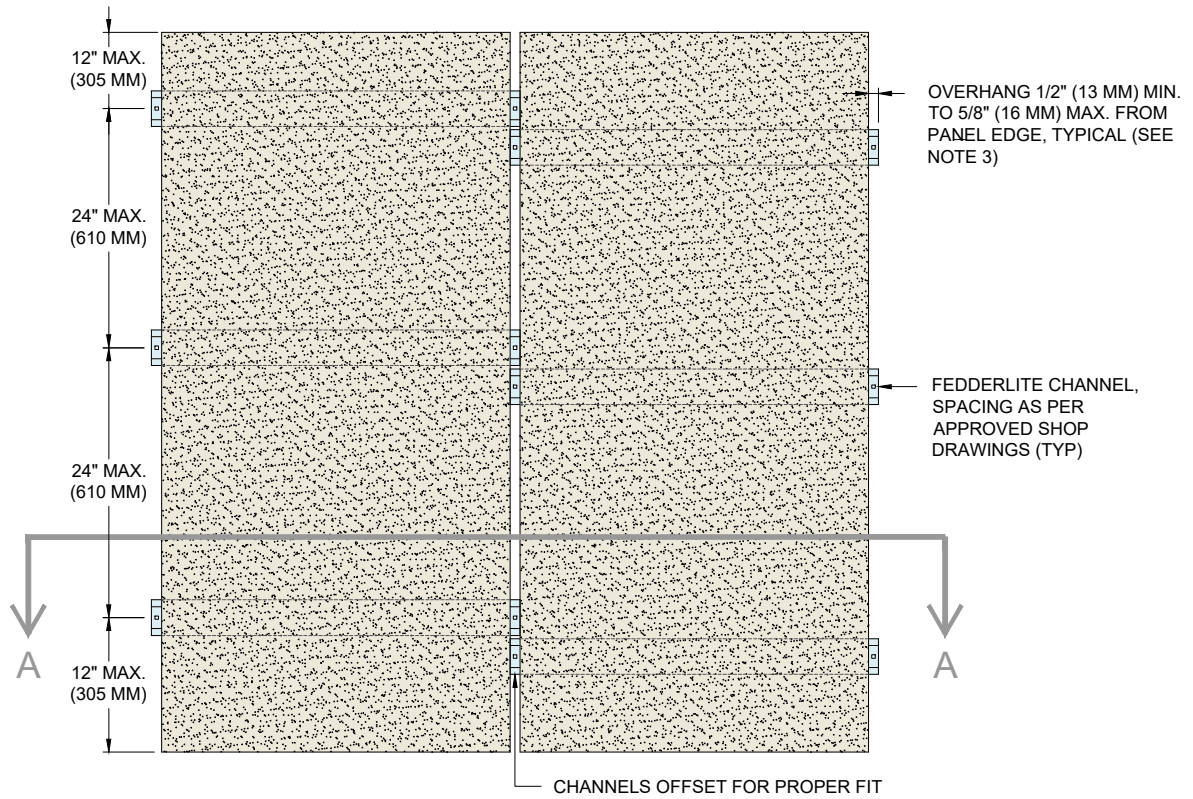 12" MAX.
(305 MM)
OVERHANG 1/2" (13 MM) MIN.
TO 5/8" (16 MM) MAX. FROM
PANEL EDGE, TYPICAL (SEE
NOTE 3)
24" MAX.
(610 MM)
FEDDERLITE CHANNEL,
SPACING AS PER
APPROVED SHOP
DRAWINGS (TYP)
24" MAX.
(610 MM)
A
A
12" MAX.
(305 MM)
CHANNELS OFFSET FOR PROPER FIT